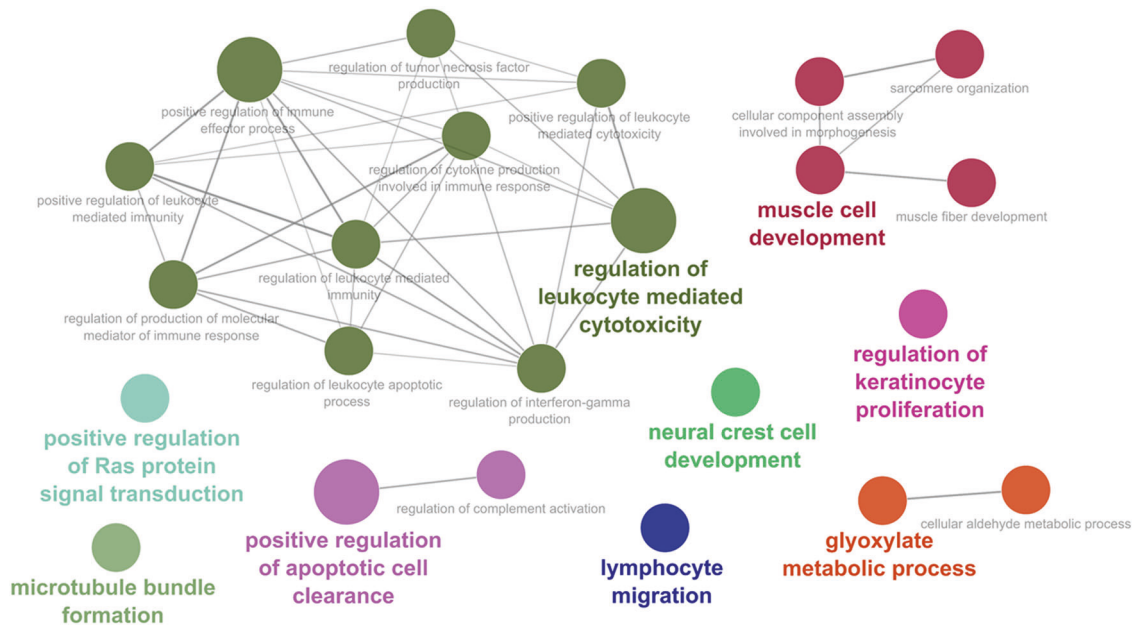 regulation of tumor necrosis factor
production
positive regulation of immune
effector process
positive regulation of leukocyte
mediated cytotoxicity
sarcomere organization
cellular component assembly
involved in morphogenesis
regulation of cytokine production
involved in immune response
positive regulation of leukocyte
mediated immunity
muscle cell
development
muscle fiber development
regulation of leukocyte mediated
immunity
regulation of
leukocyte mediated
cytotoxicity
regulation of production of molecular
mediator of immune response
regulation of leukocyte apoptotic
process
regulation of interferon-gamma
production
regulation of
keratinocyte
proliferation
positive regulation
of Ras protein
signal transduction
neural crest cell
development
regulation of complement activation
cellular aldehyde metabolic process
positive regulation
of apoptotic cell
clearance
glyoxylate
metabolic process
lymphocyte
migration
microtubule bundle
formation